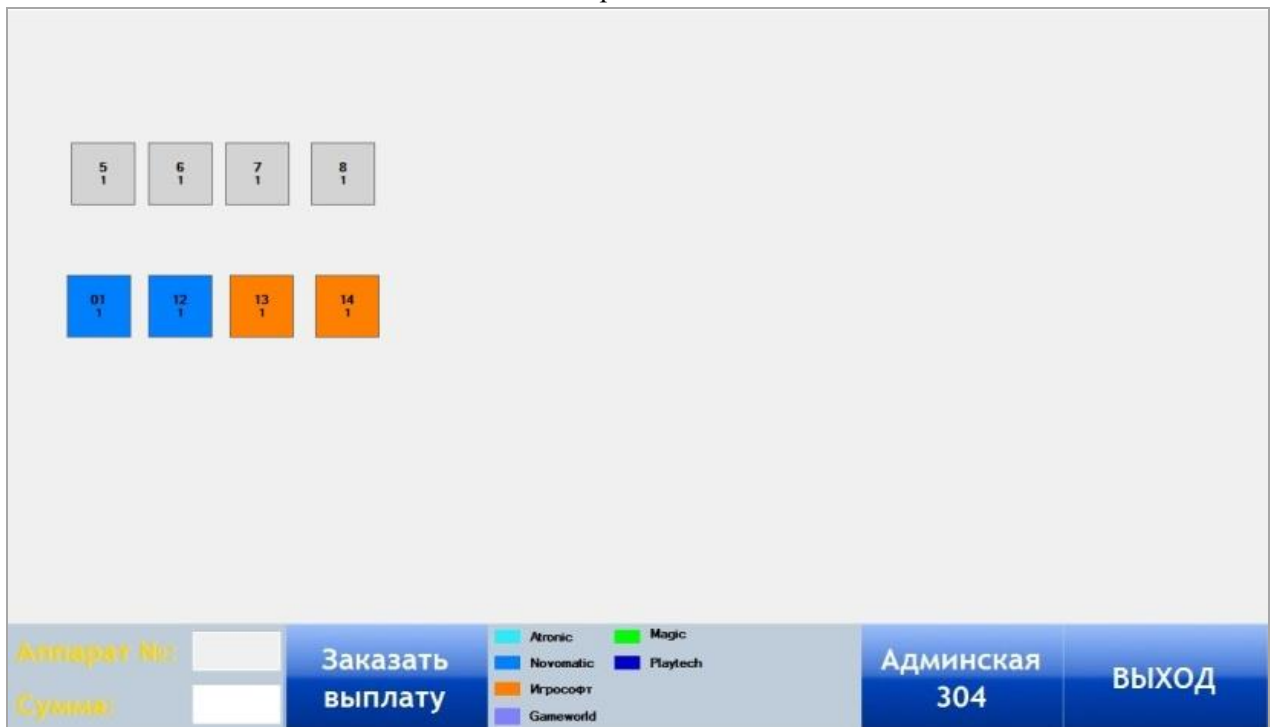 5
1
6
1
7
1
8
1
01
1
12
1
13
1
14
1
Аппарат №:
Сумма:
Заказать
выплату
Atronic
Novomatic
Игрософт
Gameworld
Magic
Playtech
Админская
304
ВЫХОД